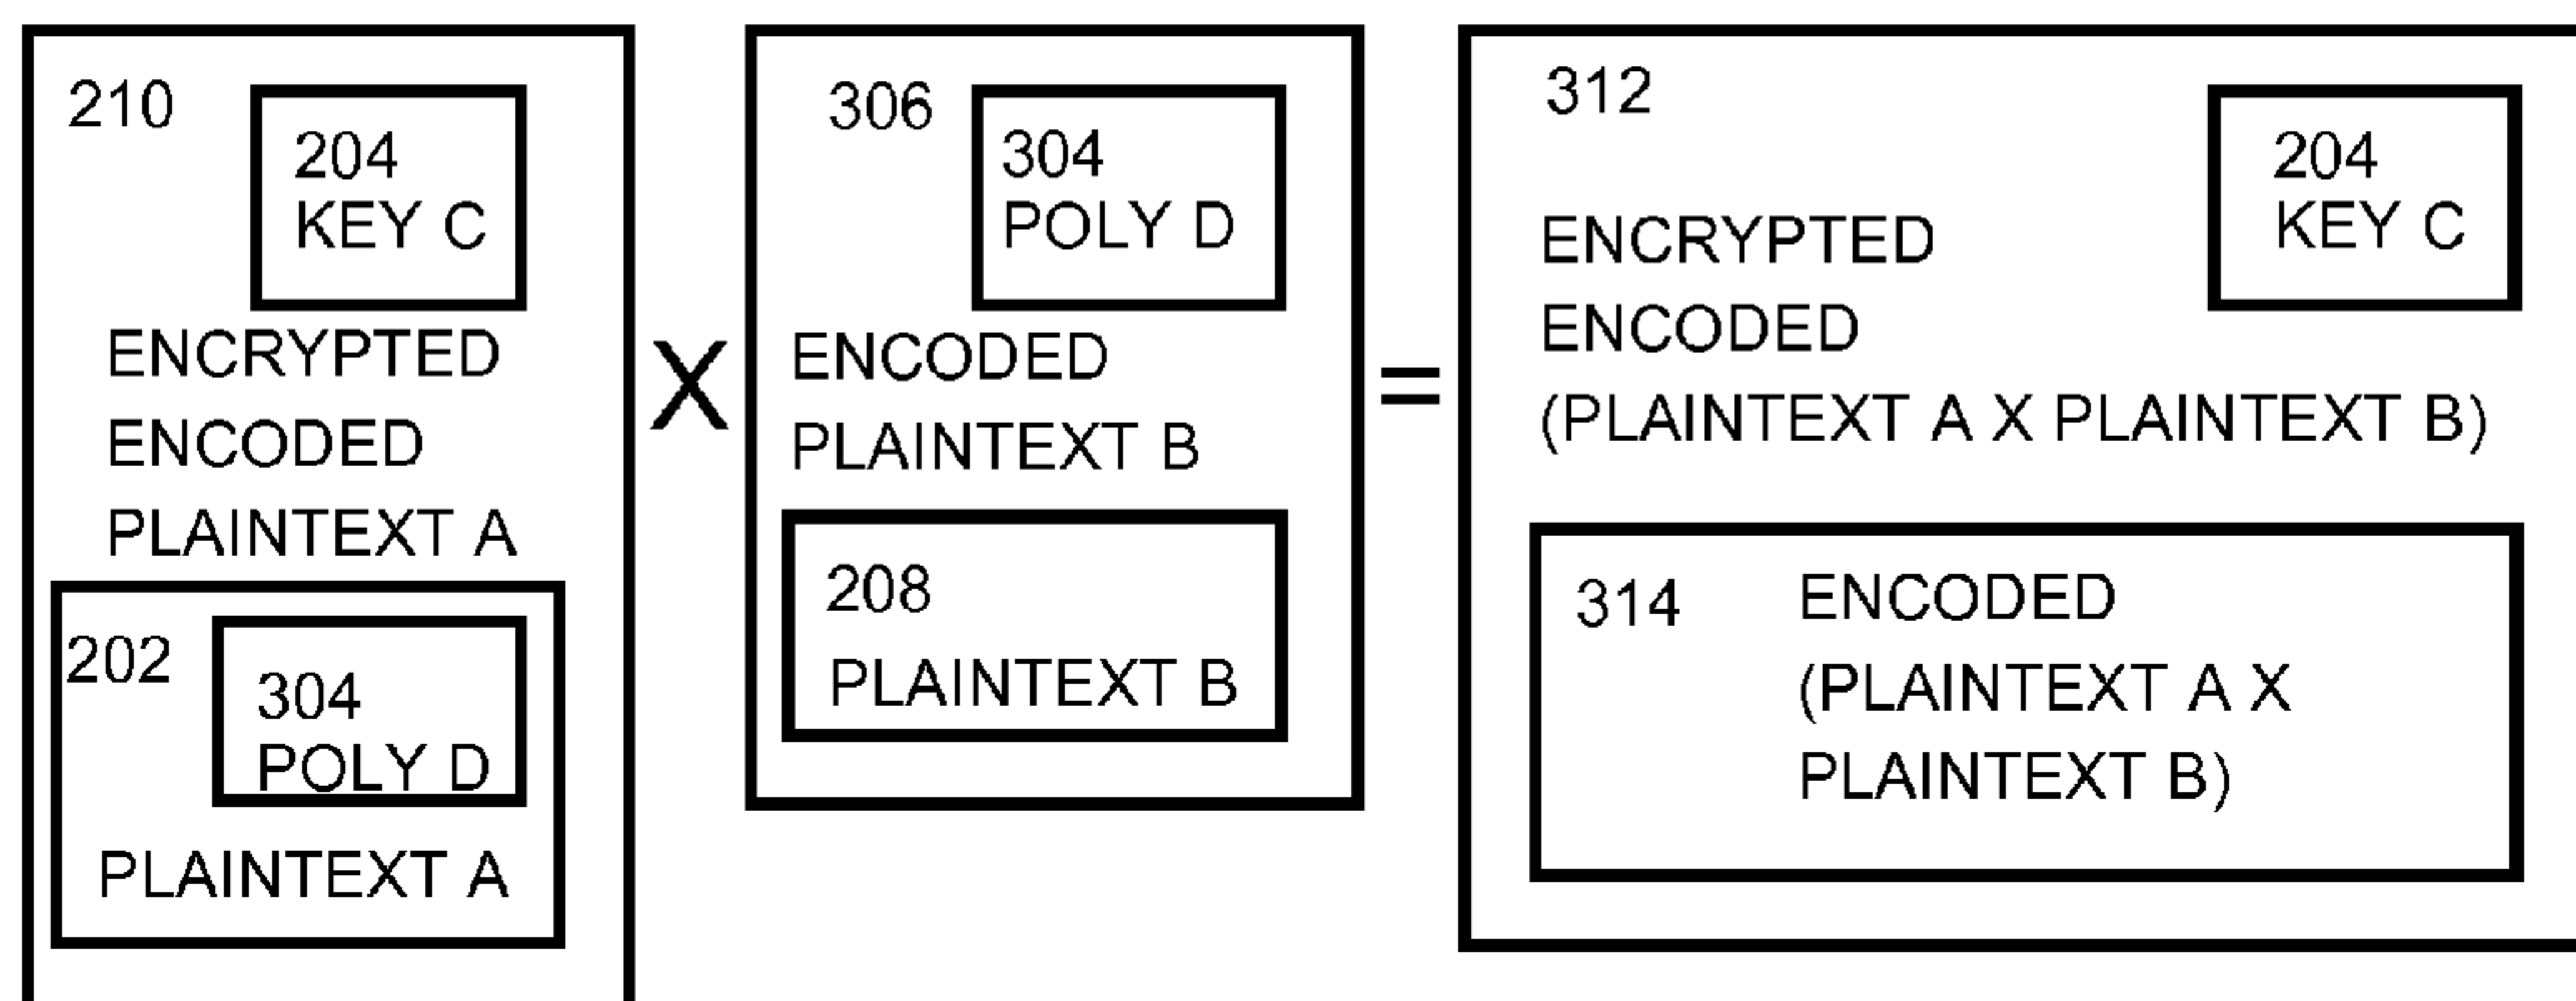 210
204
KEY C
ENCRYPTED
ENCODED
PLAINTEXT A
202
304
POLY D
PLAINTEXT A
X
306
304
POLY D
ENCODED
PLAINTEXT B
208
PLAINTEXT B
=
312
204
KEY C
ENCRYPTED
ENCODED
(PLAINTEXT A X PLAINTEXT B)
314
ENCODED
(PLAINTEXT A X
PLAINTEXT B)